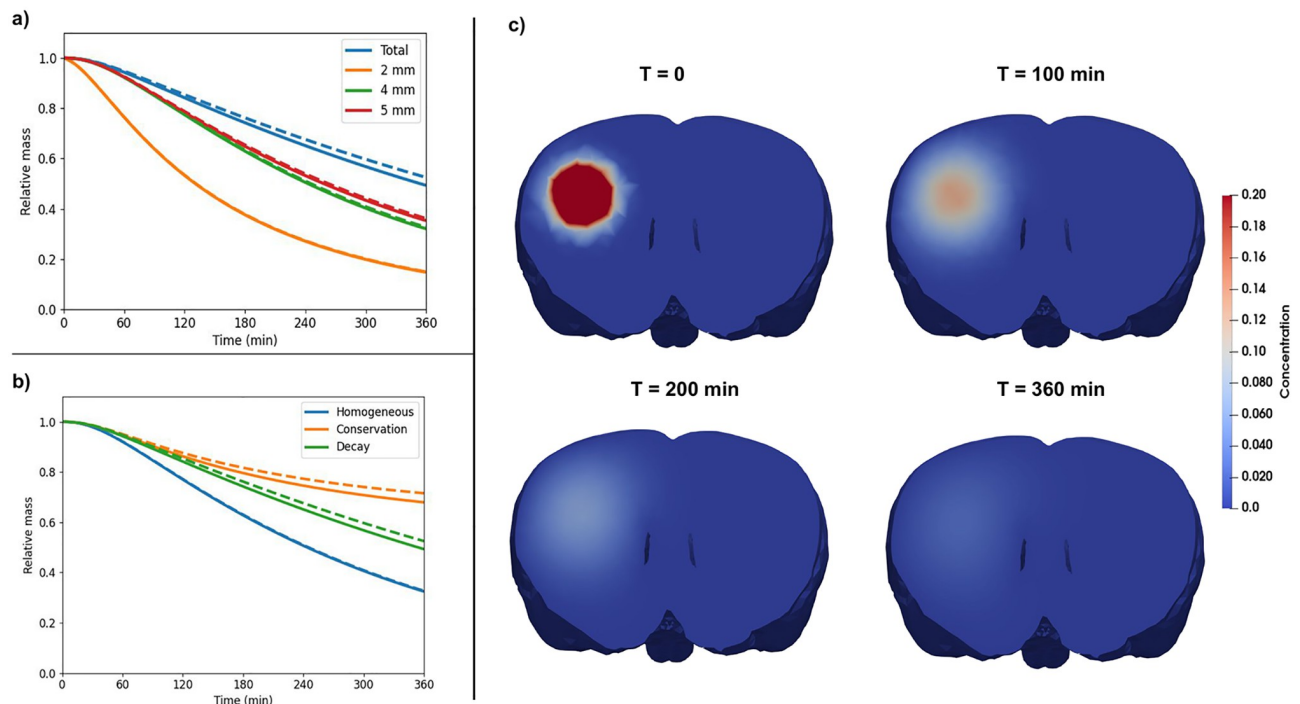 a)
Total
2 mm
4 mm
5 mm
1.0
0.8
0.6
0.4
0.2
0.0
Relative mass
0 60 120 180 240 300 360
Time (min)
b)
Homogeneous
Conservation
Decay
1.0
0.8
0.6
0.4
0.2
0.0
Relative mass
0 60 120 180 240 300 360
Time (min)
c)
T = 0
T = 100 min
T = 200 min
T = 360 min
0.20
0.18
0.16
0.14
0.12
0.10
0.080
0.060
0.040
0.020
0.0
Concentration